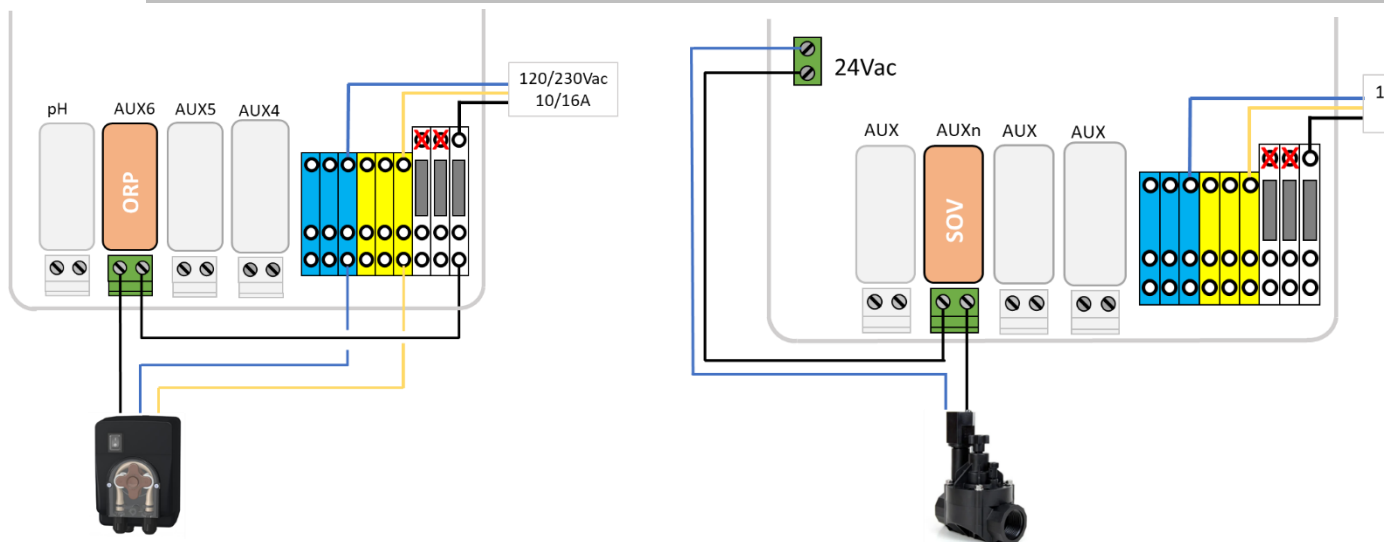 120/230Vac
10/16A
pH
AUX6
AUX5
AUX4
ORP
24Vac
AUX
AUXn
AUX
AUX
SOV